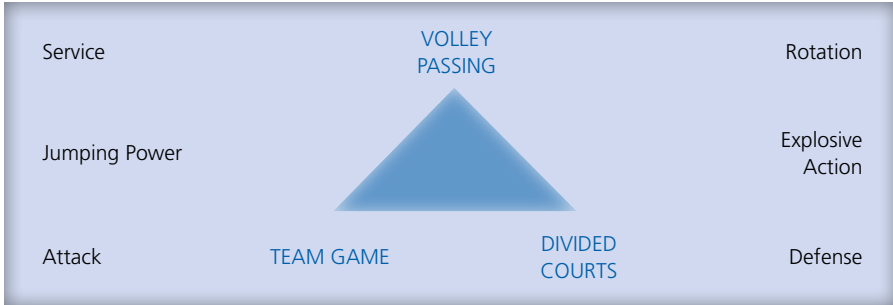 Service
VOLLEY
PASSING
Rotation
Jumping Power
Explosive
Action
Attack
TEAM GAME
DIVIDED
COURTS
Defense